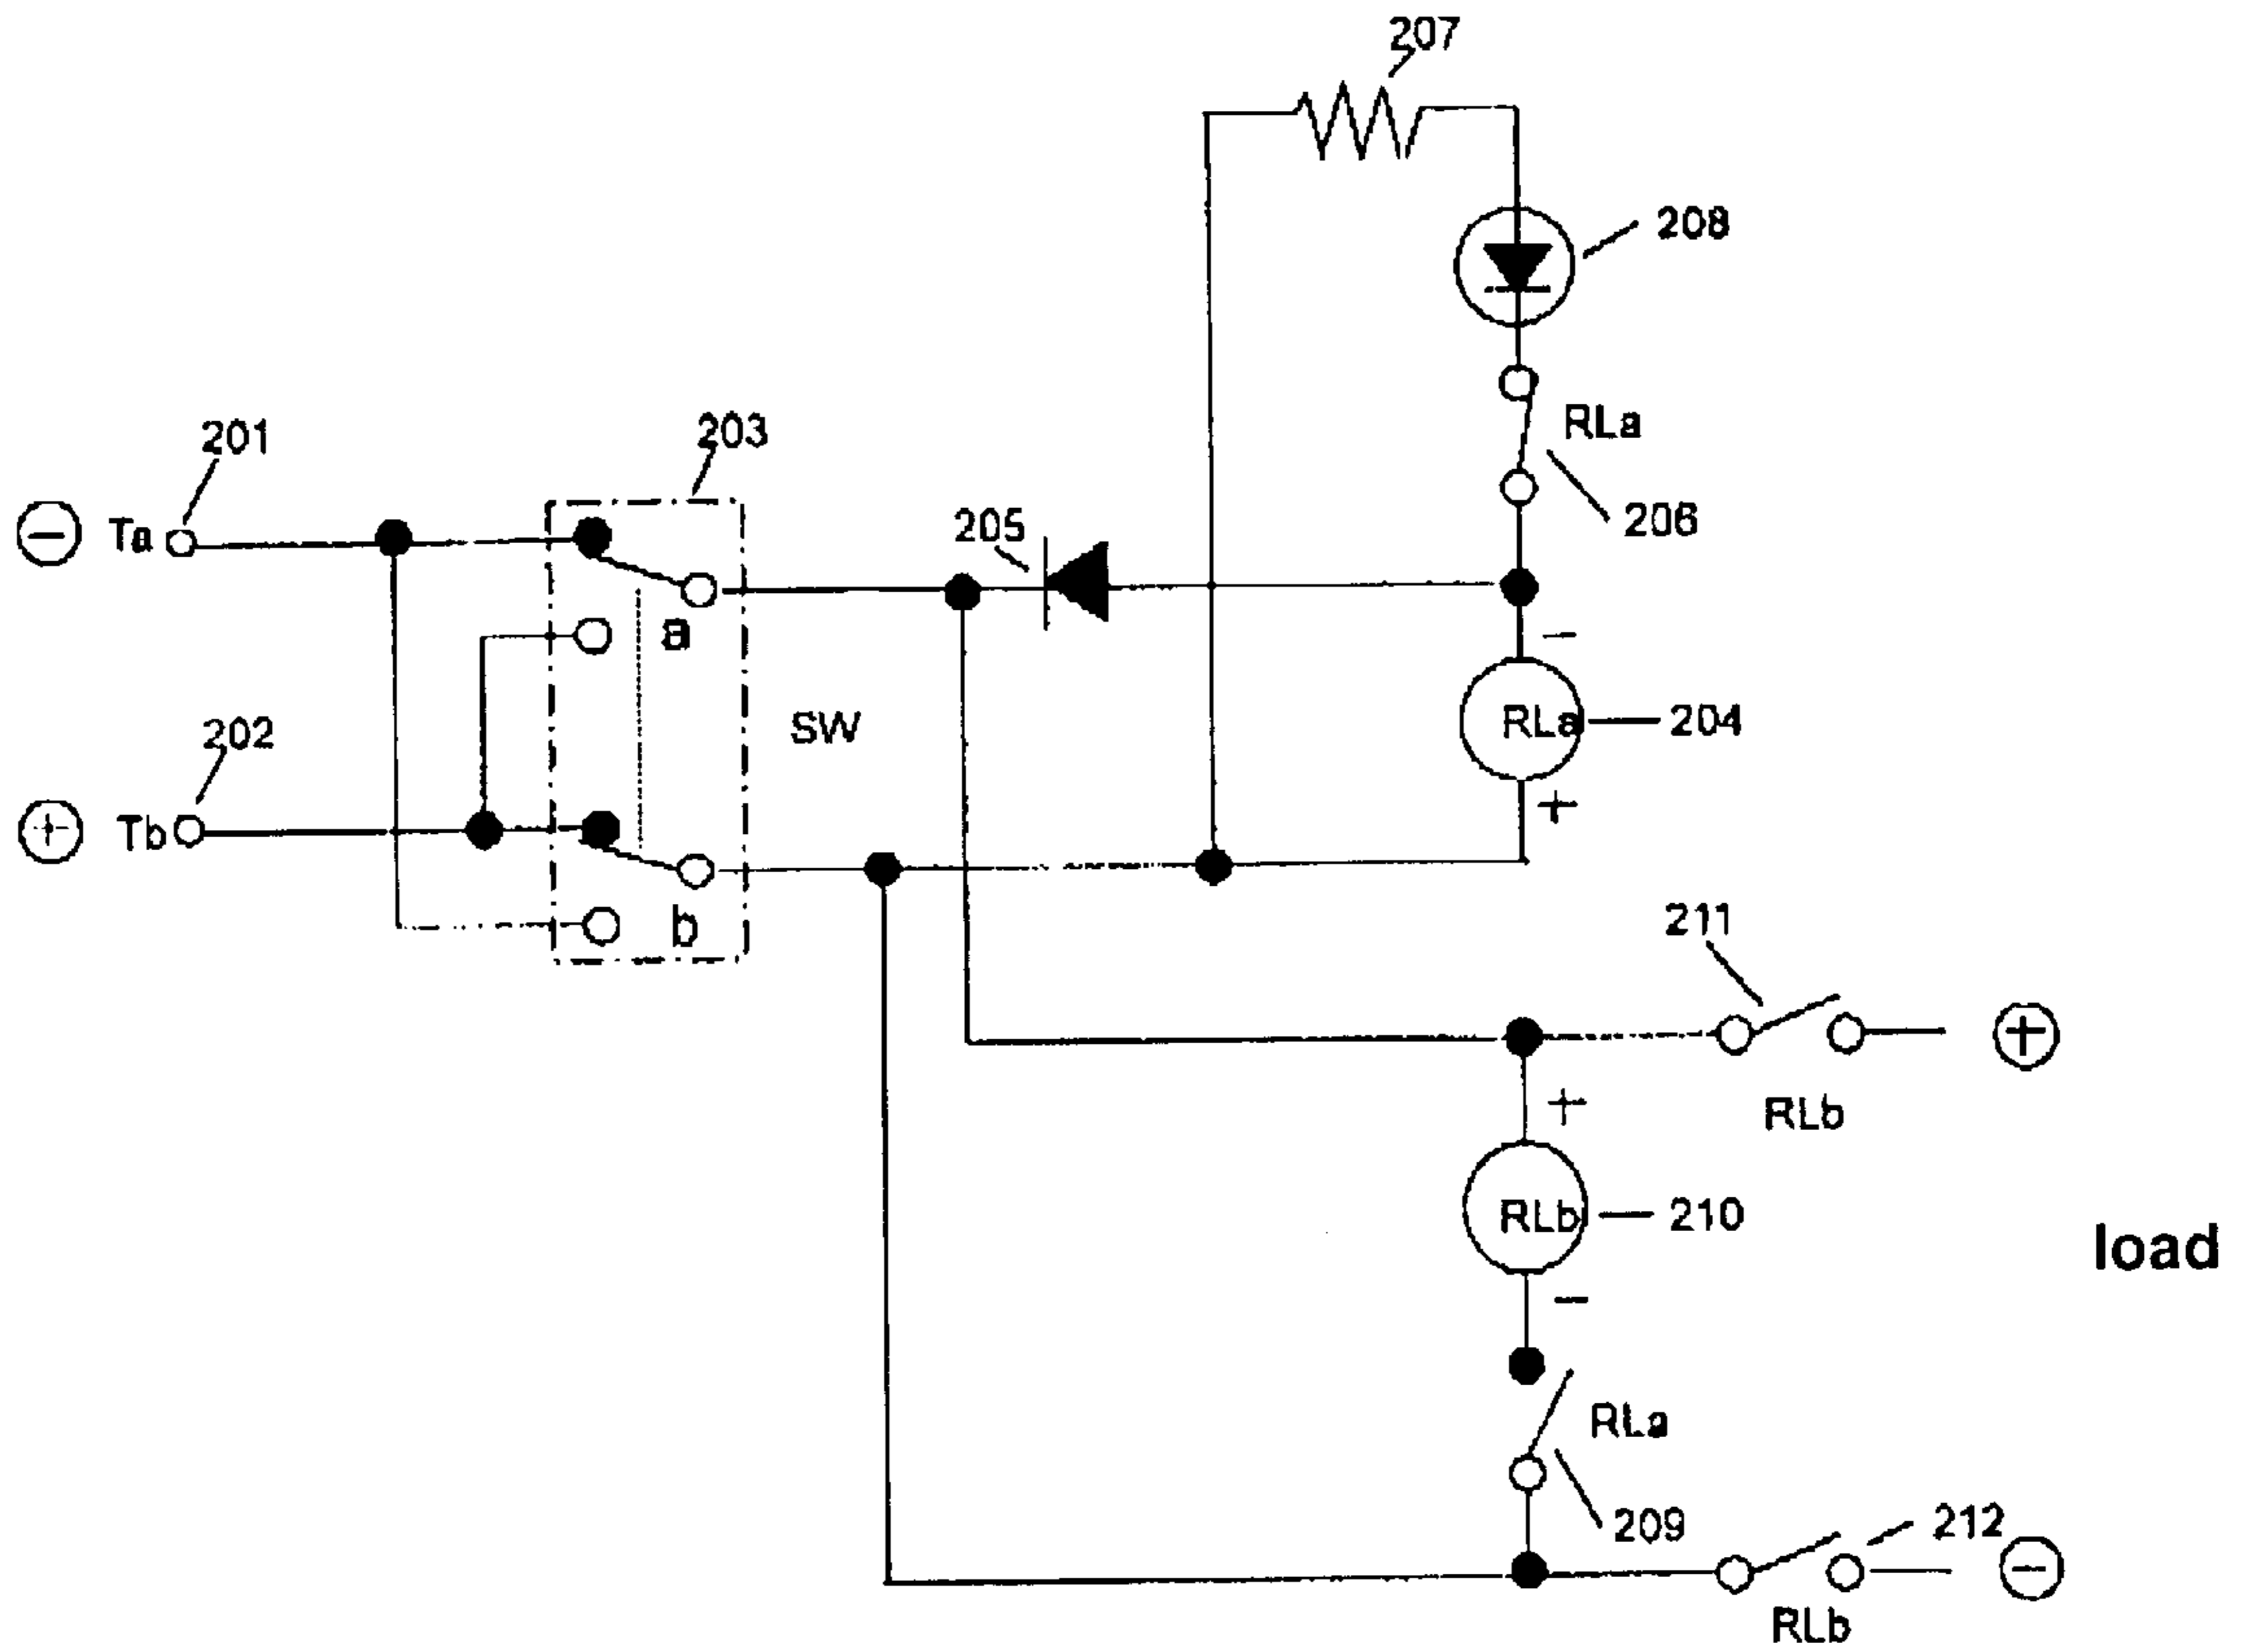 207
208
RLa
206
201
203
205
− Ta
a
−
RLa 204
202
SW
+
+ Tb
b
211
+
+
RLb
RLb 210
load
−
RLa
209
212
−
RLb